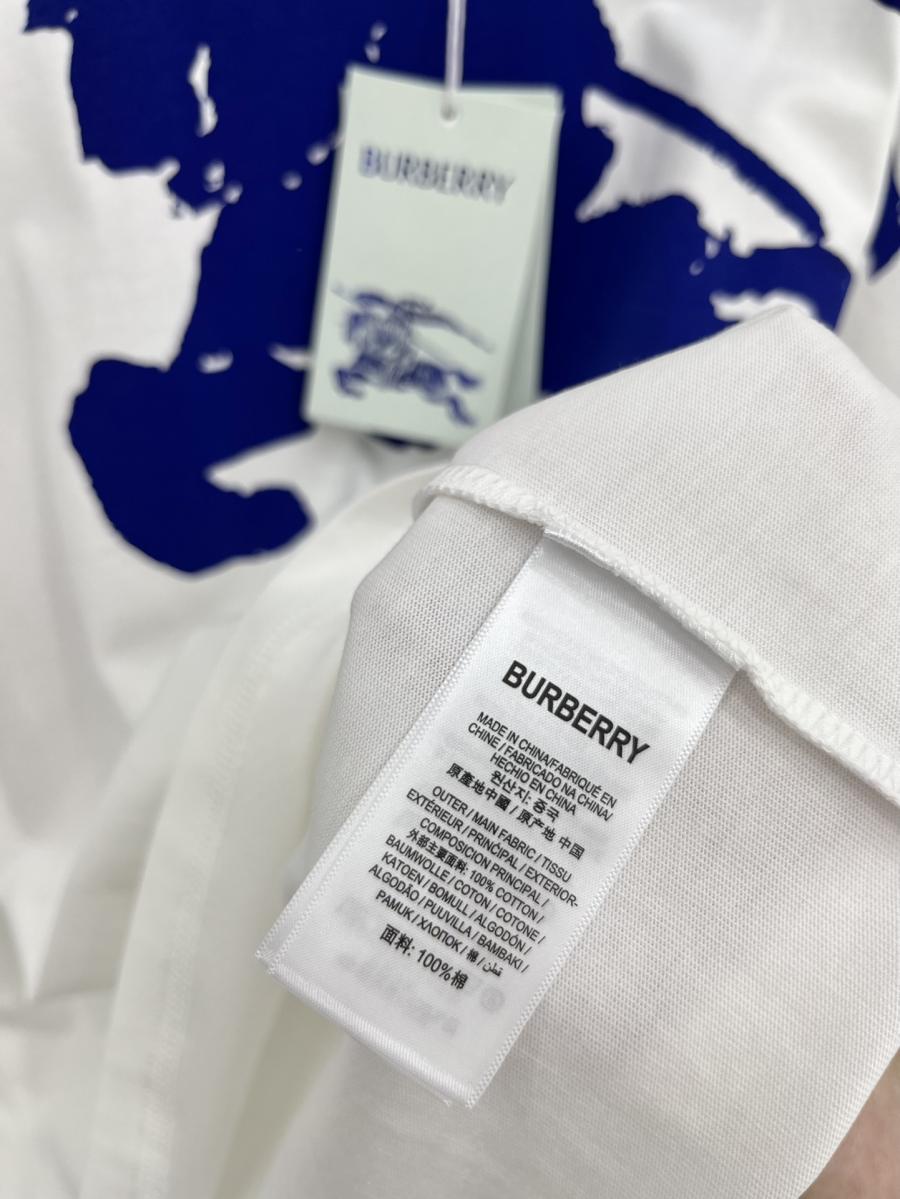 BURBERRY
BURBERRY
MADE IN CHINA/FABRIQUÉ EN
CHINE / FABRICADO NA CHINA/
HECHO EN CHINA
원산지: 중국
原產地中國 / 原产地 中国
OUTER / MAIN FABRIC / TISSU
EXTÉRIEUR / PRINCIPAL / EXTERIOR-
COMPOSICION PRINCIPAL /
外部主要面料: 100% COTTON /
BAUMWOLLE / COTON / COTONE /
KATOEN / BOMULL / ALGODÓN /
ALGODÃO / PUUVILLA / BAMBAKI /
PAMUK / ХЛОПОК / 棉 / قطن
面料: 100%棉